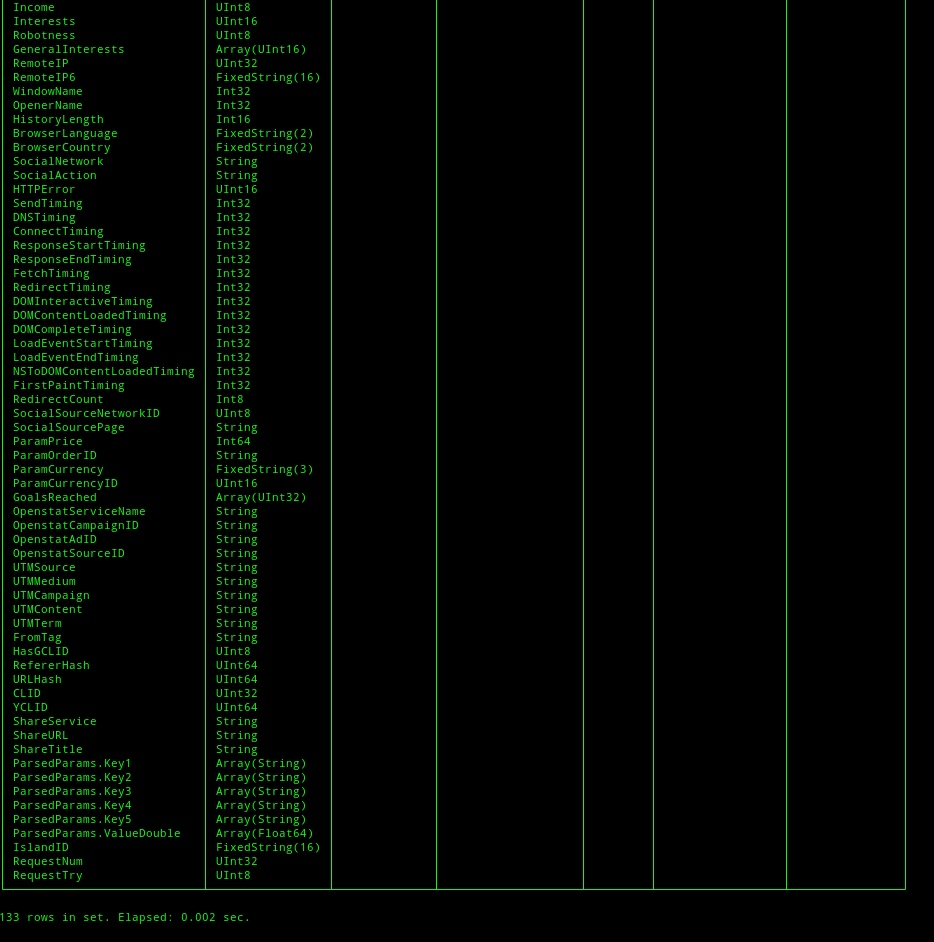 Income UInt8
Interests UInt16
Robotness UInt8
GeneralInterests Array(UInt16)
RemoteIP UInt32
RemoteIP6 FixedString(16)
WindowName Int32
OpenerName Int32
HistoryLength Int16
BrowserLanguage FixedString(2)
BrowserCountry FixedString(2)
SocialNetwork String
SocialAction String
HTTPError UInt16
SendTiming Int32
DNSTiming Int32
ConnectTiming Int32
ResponseStartTiming Int32
ResponseEndTiming Int32
FetchTiming Int32
RedirectTiming Int32
DOMInteractiveTiming Int32
DOMContentLoadedTiming Int32
DOMCompleteTiming Int32
LoadEventStartTiming Int32
LoadEventEndTiming Int32
NSToDOMContentLoadedTiming Int32
FirstPaintTiming Int32
RedirectCount Int8
SocialSourceNetworkID UInt8
SocialSourcePage String
ParamPrice Int64
ParamOrderID String
ParamCurrency FixedString(3)
ParamCurrencyID UInt16
GoalsReached Array(UInt32)
OpenstatServiceName String
OpenstatCampaignID String
OpenstatAdID String
OpenstatSourceID String
UTMSource String
UTMMedium String
UTMCampaign String
UTMContent String
UTMTerm String
FromTag String
HasGCLID UInt8
RefererHash UInt64
URLHash UInt64
CLID UInt32
YCLID UInt64
ShareService String
ShareURL String
ShareTitle String
ParsedParams.Key1 Array(String)
ParsedParams.Key2 Array(String)
ParsedParams.Key3 Array(String)
ParsedParams.Key4 Array(String)
ParsedParams.Key5 Array(String)
ParsedParams.ValueDouble Array(Float64)
IslandID FixedString(16)
RequestNum UInt32
RequestTry UInt8
133 rows in set. Elapsed: 0.002 sec.